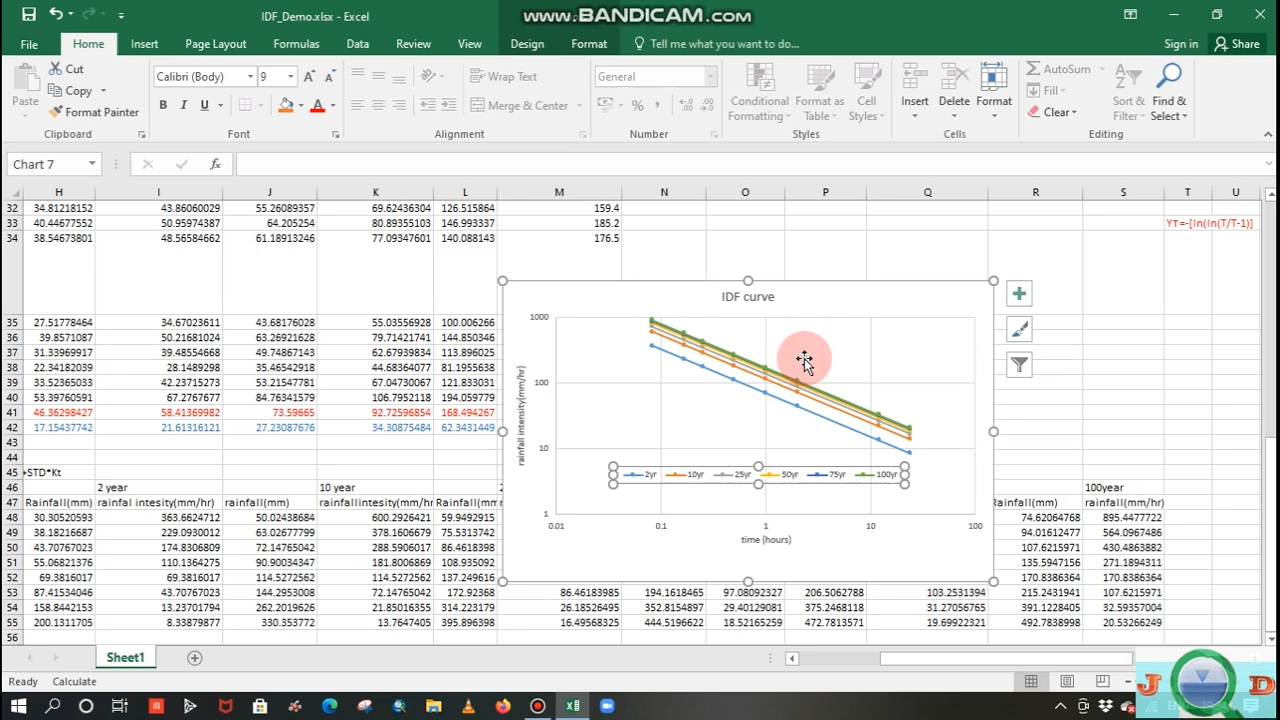 www.BANDICAM.com
IDF_Demo.xlsx - Excel
File Home Insert Page Layout Formulas Data Review View Design Format Tell me what you want to do... Sign in Share
Paste Cut Copy Format Painter
Calibri (Body) 9
B I U
Wrap Text
Merge & Center
General
Conditional Formatting Format as Table Cell Styles
Insert Delete Format
AutoSum Fill Clear
Sort & Filter Find & Select
Clipboard Font Alignment Number Styles Cells Editing
Chart 7 fx
H I J K L M N O P Q R S T U
32 34.81218152 43.86060029 55.26089357 69.62436304 126.515864 159.4
33 40.44677552 50.95974387 64.205254 80.89355103 146.993337 185.2 YT=-[ln(ln(T/T-1)]
34 38.54673801 48.56584662 61.18913246 77.09347601 140.088143 176.5
35 27.51778464 34.67023611 43.68176028 55.03556928 100.006266
36 39.8571087 50.21681024 63.26921628 79.71421741 144.850346
37 31.33969917 39.48554668 49.74867143 62.67939834 113.896025
38 22.34182039 28.1489298 35.46542918 44.68364077 81.1955638
39 33.52365033 42.23715273 53.21547781 67.04730067 121.833031
40 53.39760425 67.2767677 84.76341579 106.7952118 194.059779
41 46.36298427 58.41369982 73.59665 92.72596854 168.494267
42 17.15437742 21.61316121 27.23087676 34.30875484 62.3431449
43
45 STD*Kt
46 2 year 10 year 100year
47 Rainfall(mm) rainfal intesity(mm/hr) rainfall(mm) rainfallintesity(mm/hr) Rainfall(mm Rainfall(mm) rainfall(mm/hr)
48 30.30520593 363.6624712 50.02438684 600.2926421 59.9492915 74.62064768 895.4477722
49 38.18216687 229.0930012 63.02677799 378.1606679 75.5313742 94.01612477 564.0967486
50 43.70767023 174.8306809 72.14765042 288.5906017 86.4618398 107.6215971 430.4863882
51 55.06821376 110.1364275 90.90034347 181.8006869 108.935092 135.5947156 271.1894311
52 69.3816017 69.3816017 114.5272562 114.5272562 137.249616 170.8386234 170.8386234
53 87.41534046 43.70767023 144.2953008 72.14765042 172.92368 86.46183985 194.1618465 97.08092327 206.5062788 103.2531394 215.2431941 107.6215971
54 158.8442153 13.23701794 262.2019626 21.85016355 314.223179 26.18526495 352.8154897 29.40129081 375.2468118 31.27056765 391.1228405 32.59357004
55 200.1311705 8.33879877 330.353772 13.7647405 395.896398 16.49568325 444.5196622 18.52165259 472.7813571 19.69922321 492.7838998 20.53266249
56
IDF curve
rainfall intensity(mm/hr)
1000
100
10
1
2yr 10yr 25yr 50yr 75yr 100yr
0.01 0.1 1 10 100
time (hours)
Sheet1
Ready Calculate
J D